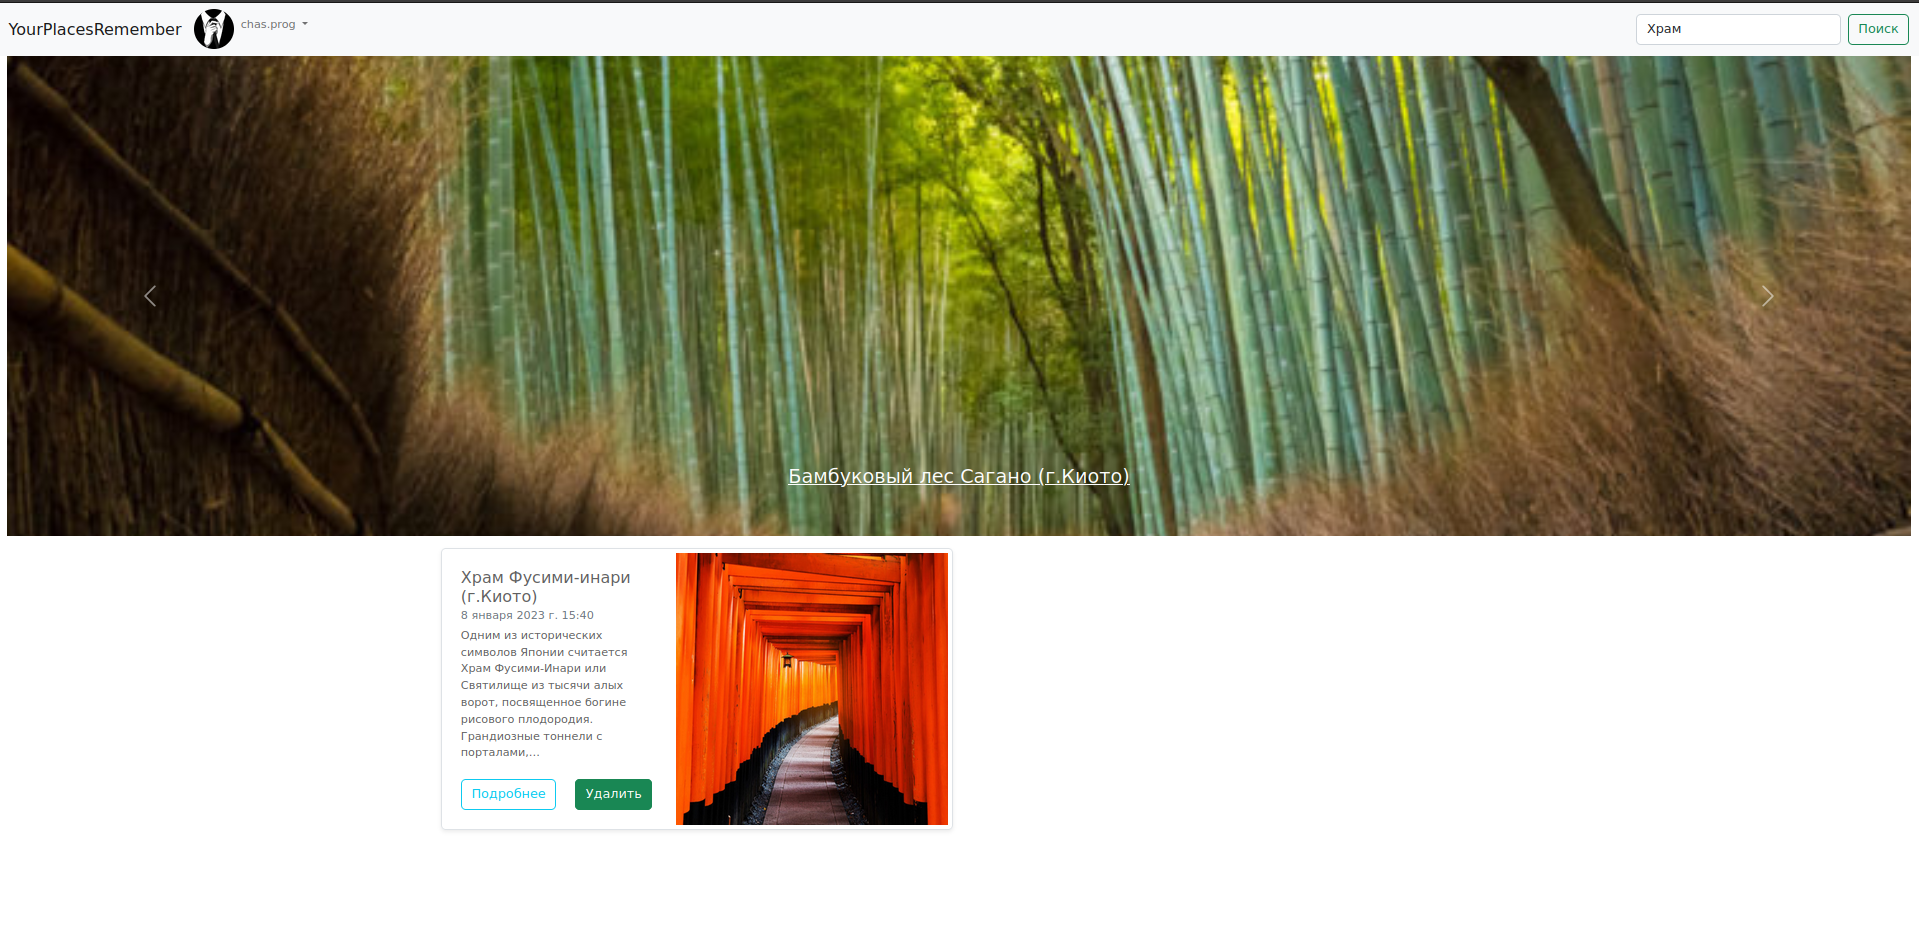 YourPlacesRemember
chas.prog
Храм
Поиск
Бамбуковый лес Сагано (г.Киото)
Храм Фусими-инари
(г.Киото)
8 января 2023 г. 15:40
Одним из исторических
символов Японии считается
Храм Фусими-Инари или
Святилище из тысячи алых
ворот, посвященное богине
рисового плодородия.
Грандиозные тоннели с
порталами,…
Подробнее
Удалить